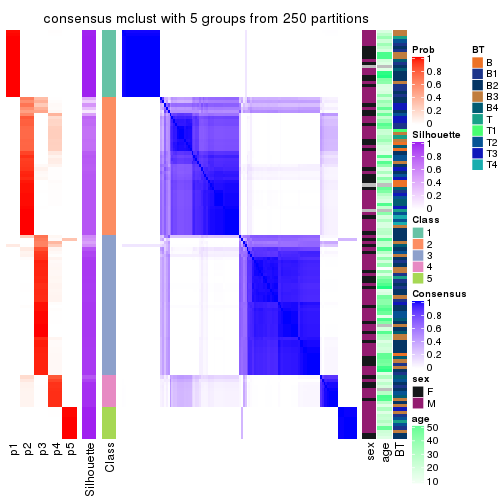 consensus mclust with 5 groups from 250 partitions
p1
p2
p3
p4
p5
Silhouette
Class
sex
age
BT
Prob
1
0.8
0.6
0.4
0.2
0
Silhouette
1
0.8
0.6
0.4
0.2
0
Class
1
2
3
4
5
Consensus
1
0.8
0.6
0.4
0.2
0
sex
F
M
age
50
40
30
20
10
BT
B
B1
B2
B3
B4
T
T1
T2
T3
T4